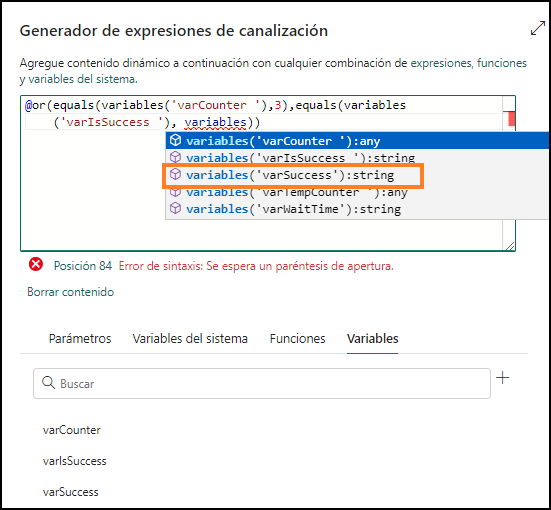 Generador de expresiones de canalización
Agregue contenido dinámico a continuación con cualquier combinación de expresiones, funciones
y variables del sistema.
@or(equals(variables('varCounter '),3),equals(variables
('varIsSuccess '), variables))
variables('varCounter '):any
variables('varIsSuccess '):string
variables('varSuccess'):string
variables('varTempCounter '):any
variables('varWaitTime'):string
Posición 84 Error de sintaxis: Se espera un paréntesis de apertura.
Borrar contenido
Parámetros Variables del sistema Funciones Variables
Buscar
varCounter
varIsSuccess
varSuccess